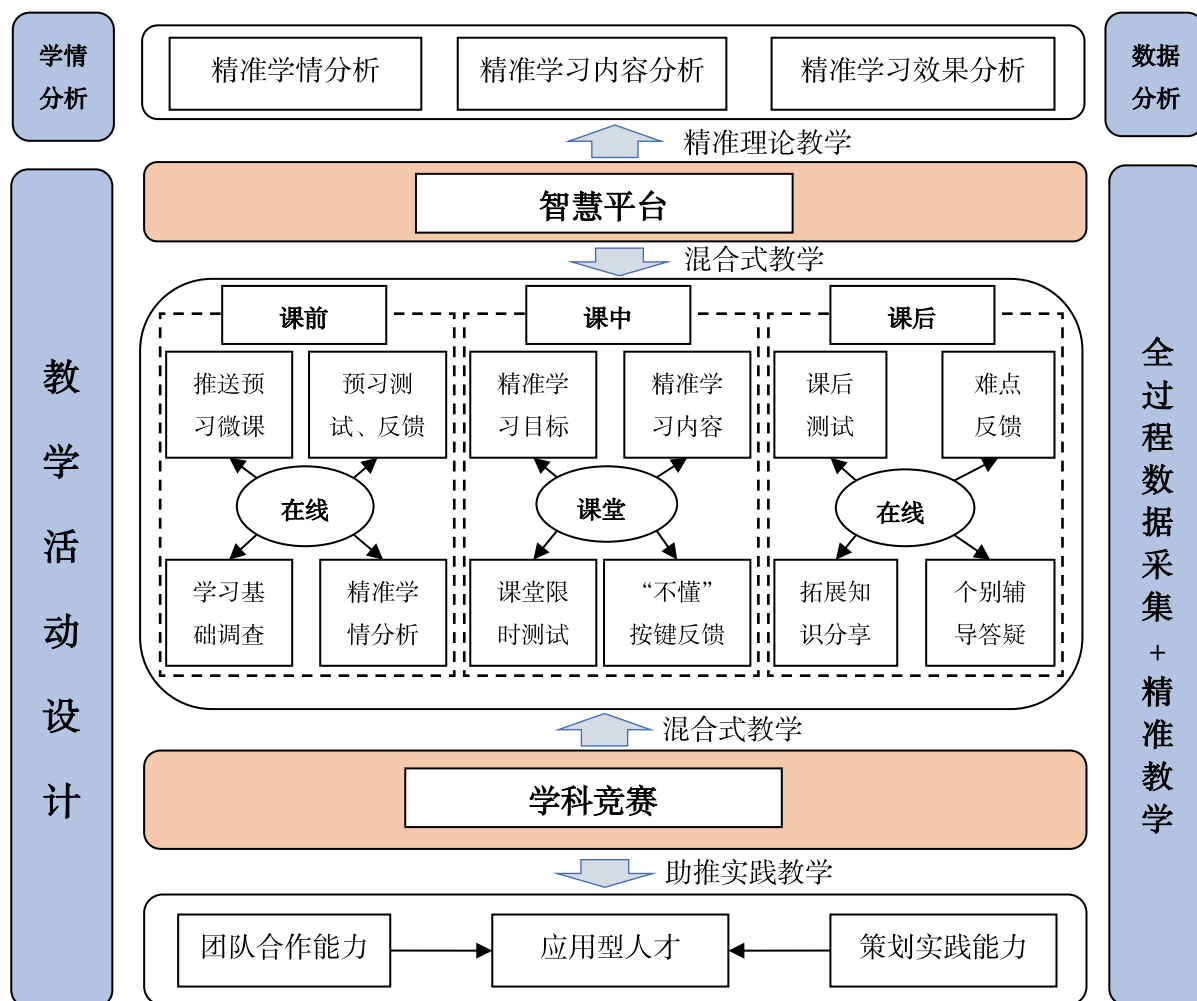 学情
分析
精准学情分析
精准学习内容分析
精准学习效果分析
数据
分析
精准理论教学
智慧平台
混合式教学
教学活动设计
课前
推送预
习微课
预习测
试、反馈
在线
学习基
础调查
精准学
情分析
课中
精准学
习目标
精准学
习内容
课堂
课堂限
时测试
“不懂”
按键反馈
课后
课后
测试
难点
反馈
在线
拓展知
识分享
个别辅
导答疑
全过程数据采集+精准教学
混合式教学
学科竞赛
助推实践教学
团队合作能力
应用型人才
策划实践能力